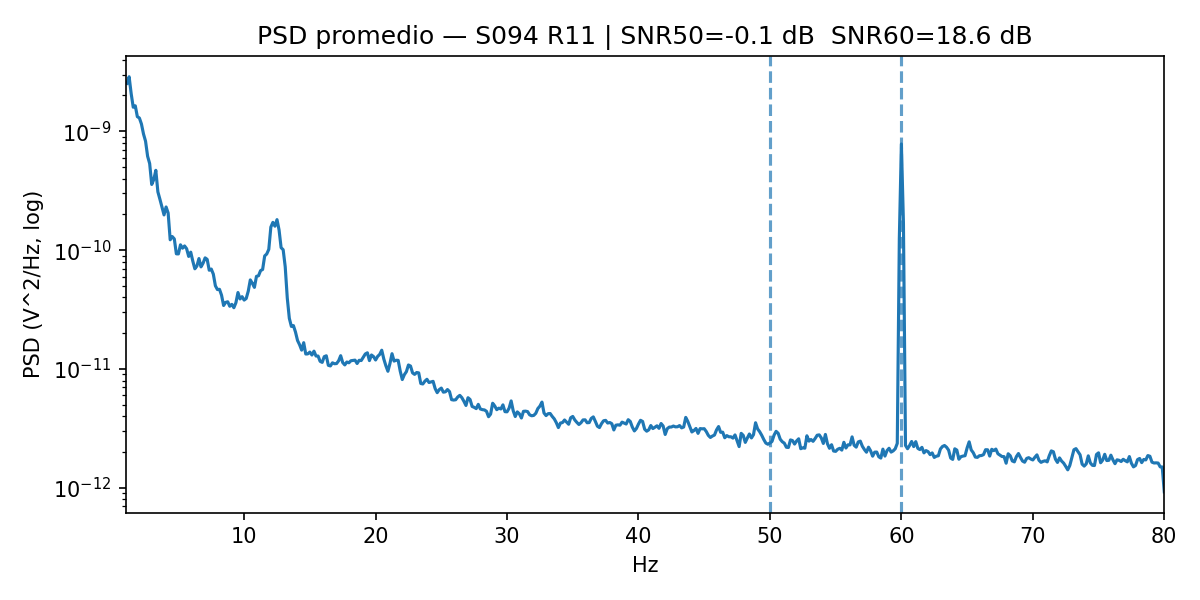 PSD promedio — S094 R11 | SNR50=-0.1 dB  SNR60=18.6 dB
PSD (V^2/Hz, log)
10⁻⁹
10⁻¹⁰
10⁻¹¹
10⁻¹²
10 20 30 40 50 60 70 80
Hz